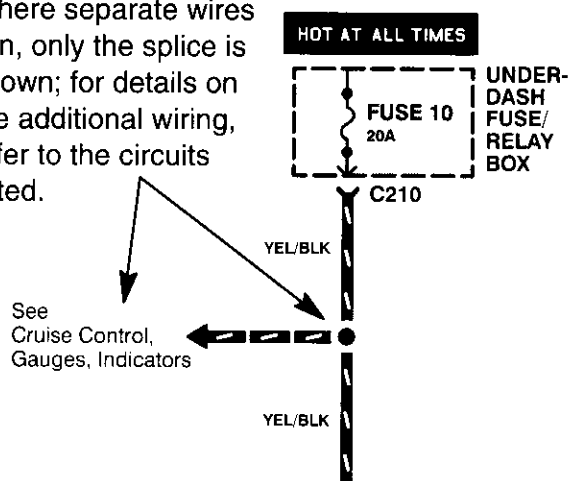 here separate wires
n, only the splice is
own; for details on
e additional wiring,
fer to the circuits
ted.
HOT AT ALL TIMES
FUSE 10
20A
UNDER-
DASH
FUSE/
RELAY
BOX
C210
YEL/BLK
See
Cruise Control,
Gauges, Indicators
YEL/BLK